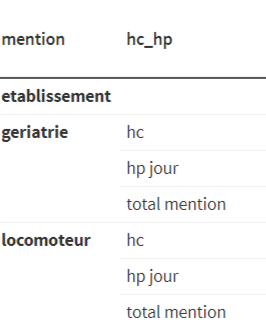 mention hc_hp
etablissement
geriatrie hc
hp jour
total mention
locomoteur hc
hp jour
total mention